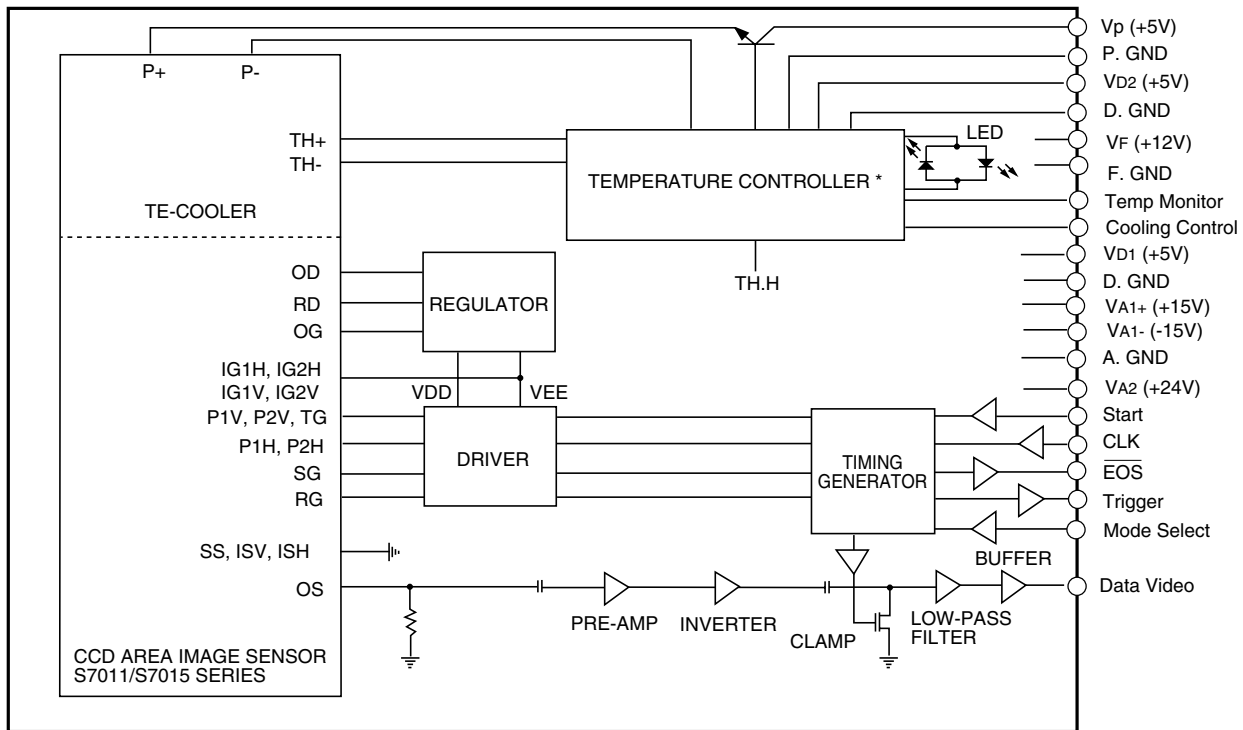 Vp (+5V)
P. GND
VD2 (+5V)
D. GND
VF (+12V)
F. GND
Temp Monitor
Cooling Control
VD1 (+5V)
D. GND
VA1+ (+15V)
VA1- (-15V)
A. GND
VA2 (+24V)
Start
CLK
EOS
Trigger
Mode Select
Data Video
P+
P-
TH+
TH-
TE-COOLER
TEMPERATURE CONTROLLER *
LED
TH.H
OD
RD
OG
REGULATOR
IG1H, IG2H
IG1V, IG2V
VDD
VEE
P1V, P2V, TG
P1H, P2H
SG
RG
DRIVER
TIMING
GENERATOR
BUFFER
SS, ISV, ISH
OS
PRE-AMP
INVERTER
CLAMP
LOW-PASS
FILTER
CCD AREA IMAGE SENSOR
S7011/S7015 SERIES